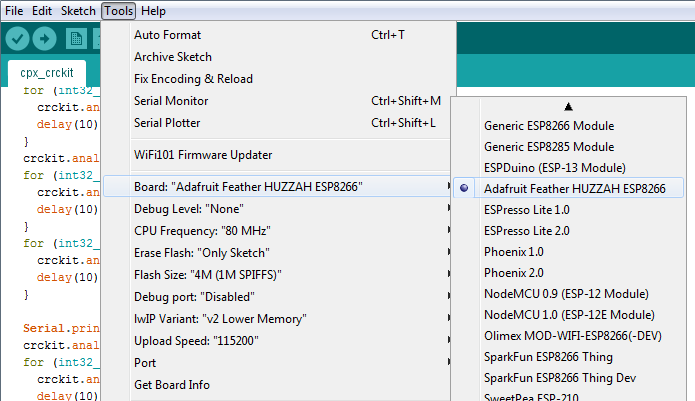 File Edit Sketch Tools Help
cpx_crckit
for (int32_
crckit.ana
delay(10)
}
crckit.anal
for (int32_
crckit.an
delay(10)
}
for (int32_
crckit.an
delay(10)
}
Serial.prin
crckit.anal
for (int32_
crckit.an
delay(10)
Auto Format Ctrl+T
Archive Sketch
Fix Encoding & Reload
Serial Monitor Ctrl+Shift+M
Serial Plotter Ctrl+Shift+L
WiFi101 Firmware Updater
Board: "Adafruit Feather HUZZAH ESP8266"
Debug Level: "None"
CPU Frequency: "80 MHz"
Erase Flash: "Only Sketch"
Flash Size: "4M (1M SPIFFS)"
Debug port: "Disabled"
lwIP Variant: "v2 Lower Memory"
Upload Speed: "115200"
Port
Get Board Info
Generic ESP8266 Module
Generic ESP8285 Module
ESPDuino (ESP-13 Module)
Adafruit Feather HUZZAH ESP8266
ESPresso Lite 1.0
ESPresso Lite 2.0
Phoenix 1.0
Phoenix 2.0
NodeMCU 0.9 (ESP-12 Module)
NodeMCU 1.0 (ESP-12E Module)
Olimex MOD-WIFI-ESP8266(-DEV)
SparkFun ESP8266 Thing
SparkFun ESP8266 Thing Dev
SweetPea ESP-210